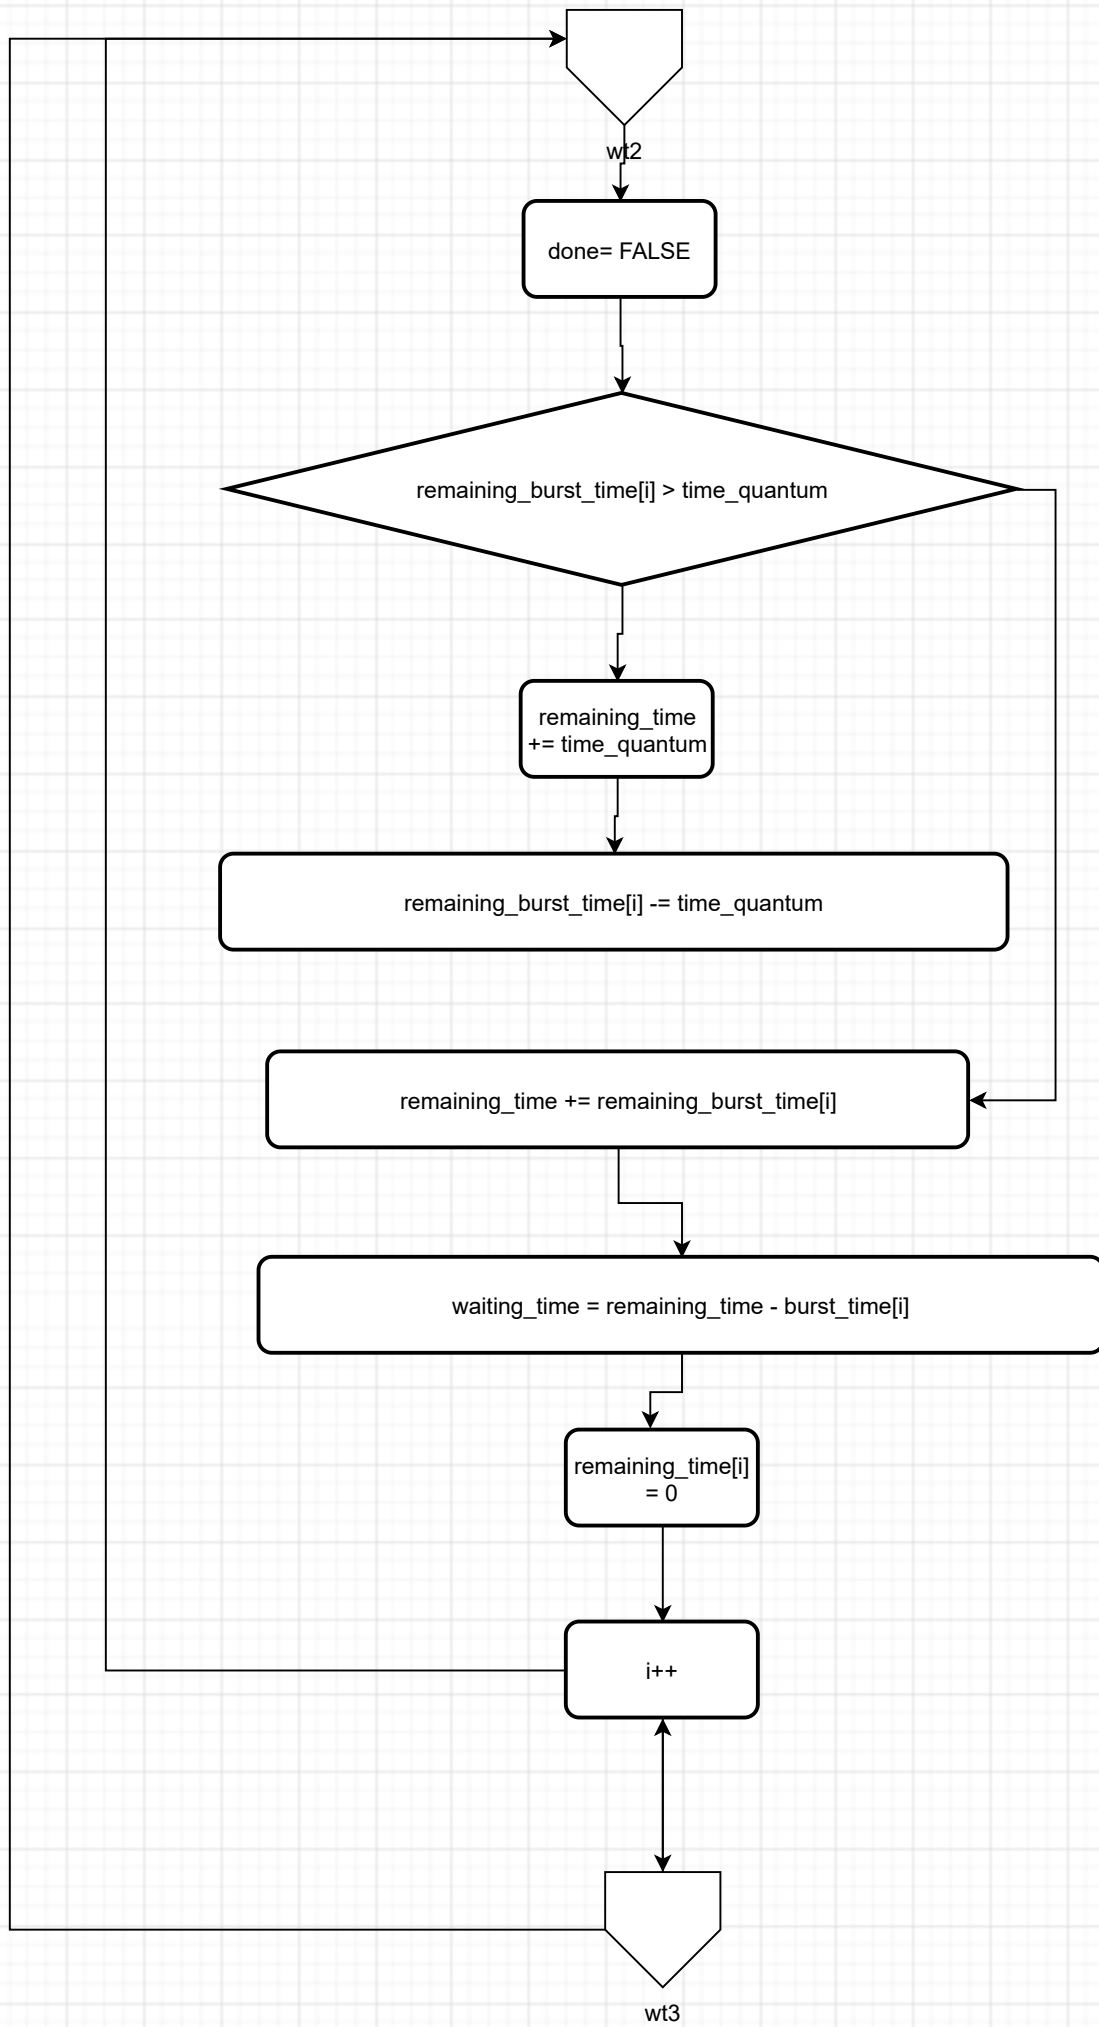 wt2
done= FALSE
remaining_burst_time[i] > time_quantum
remaining_time
+= time_quantum
remaining_burst_time[i] -= time_quantum
remaining_time += remaining_burst_time[i]
waiting_time = remaining_time - burst_time[i]
remaining_time[i]
= 0
i++
wt3